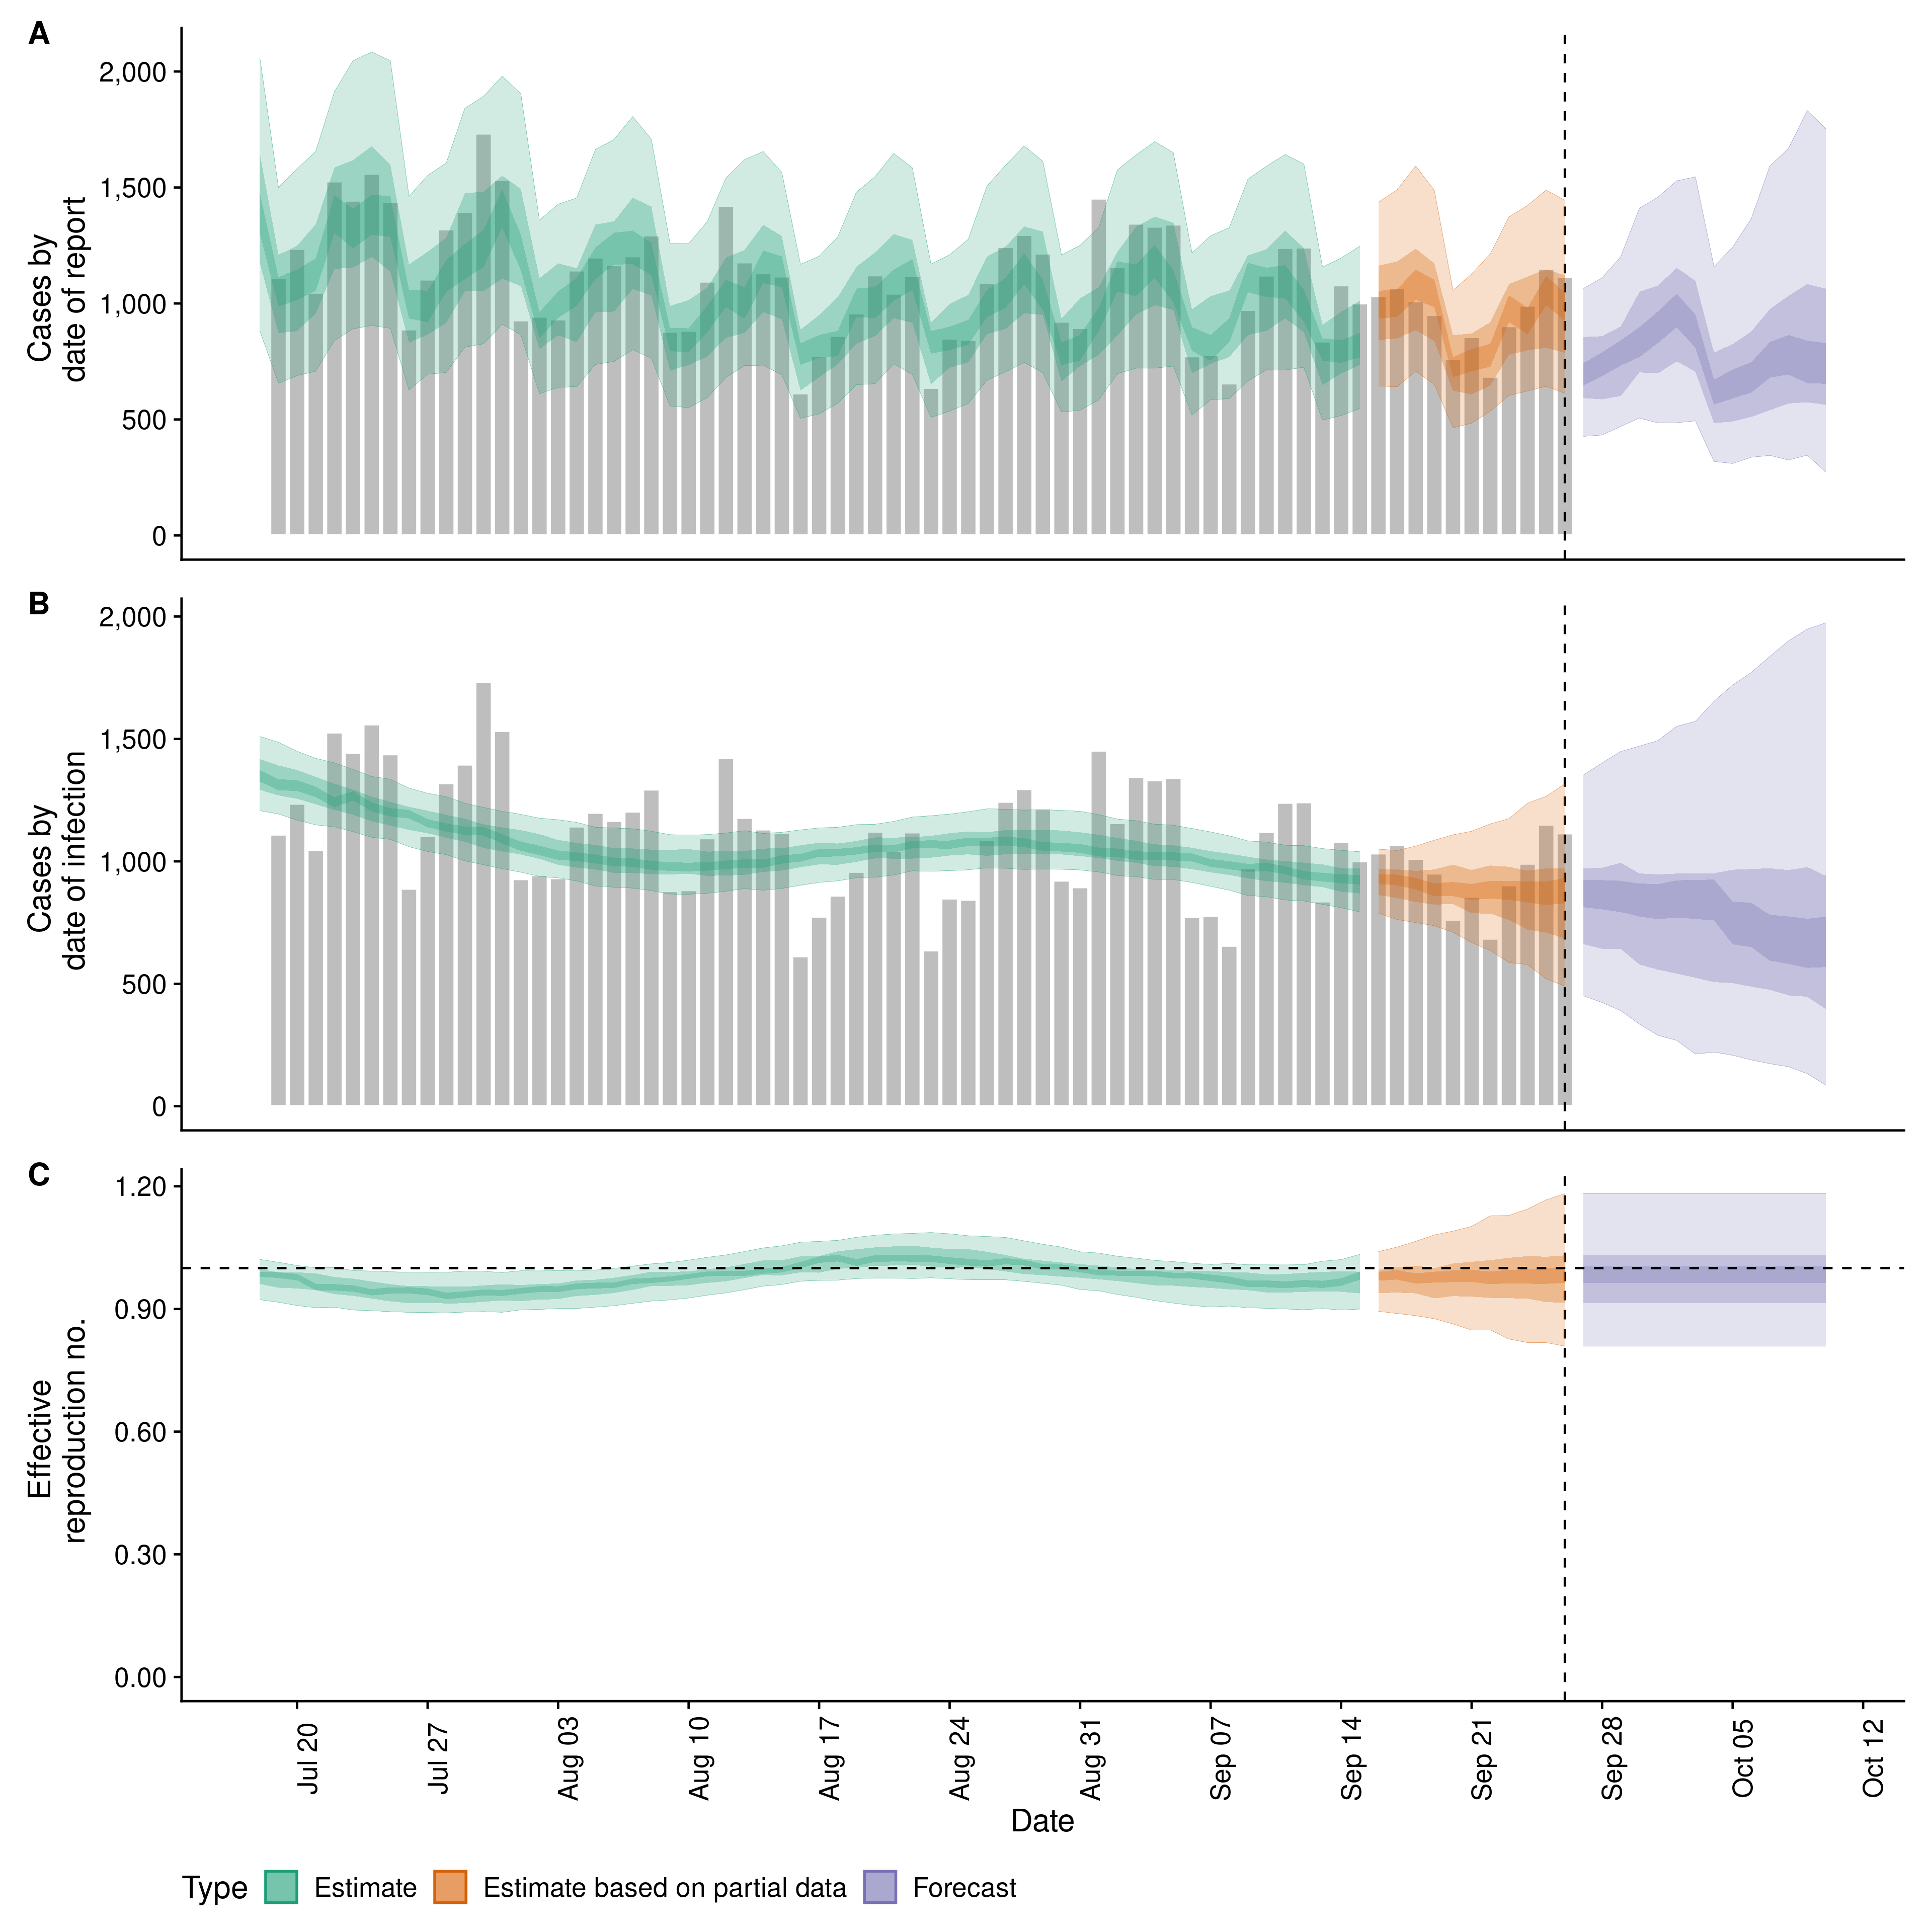 A
2,000
1,500
1,000
500
0
Cases by
date of report
B
2,000
1,500
1,000
500
0
Cases by
date of infection
C
1.20
0.90
0.60
0.30
0.00
Effective
reproduction no.
Jul 20
Jul 27
Aug 03
Aug 10
Aug 17
Aug 24
Aug 31
Sep 07
Sep 14
Sep 21
Sep 28
Oct 05
Oct 12
Date
Type Estimate Estimate based on partial data Forecast